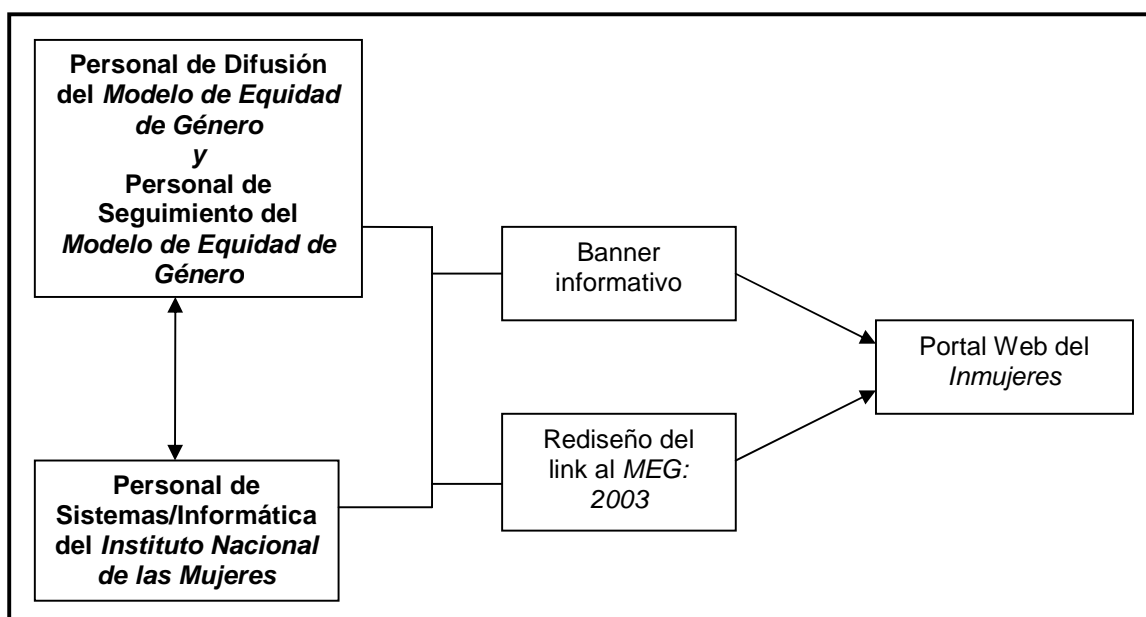 Personal de Difusión
del Modelo de Equidad
de Género
y
Personal de
Seguimiento del
Modelo de Equidad de
Género
Banner
informativo
Portal Web del
Inmujeres
Rediseño del
link al MEG:
2003
Personal de
Sistemas/Informática
del Instituto Nacional
de las Mujeres